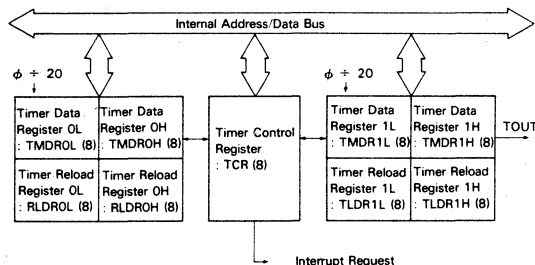 Internal Address/Data Bus
φ ÷ 20
φ ÷ 20
Timer Data
Register 0L
: TMDR0L (8)
Timer Data
Register 0H
: TMDR0H (8)
Timer Reload
Register 0L
: RLDR0L (8)
Timer Reload
Register 0H
: RLDR0H (8)
Timer Control
Register
: TCR (8)
Timer Data
Register 1L
: TMDR1L (8)
Timer Data
Register 1H
: TMDR1H (8)
Timer Reload
Register 1L
: TLDR1L (8)
Timer Reload
Register 1H
: TLDR1H (8)
TOUT
Interrupt Request